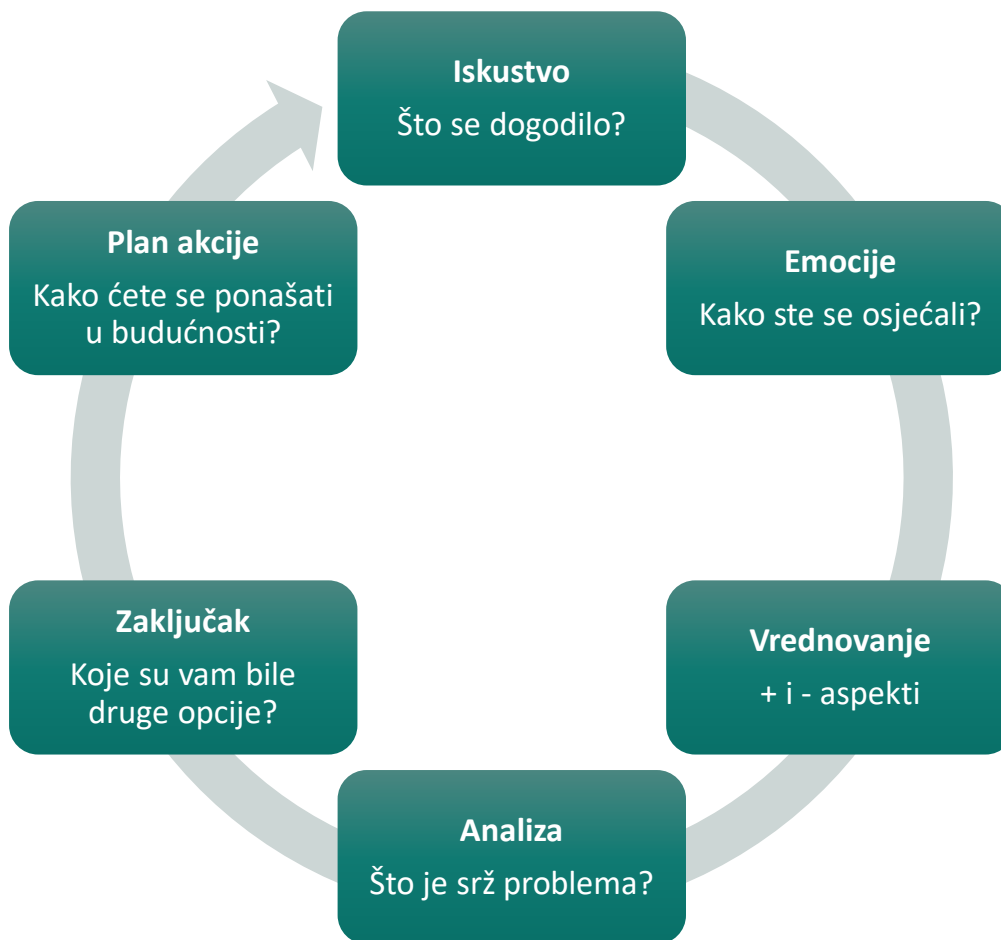 Iskustvo
Što se dogodilo?
Emocije
Kako ste se osjećali?
Vrednovanje
+ i - aspekti
Analiza
Što je srž problema?
Zaključak
Koje su vam bile
druge opcije?
Plan akcije
Kako ćete se ponašati
u budućnosti?